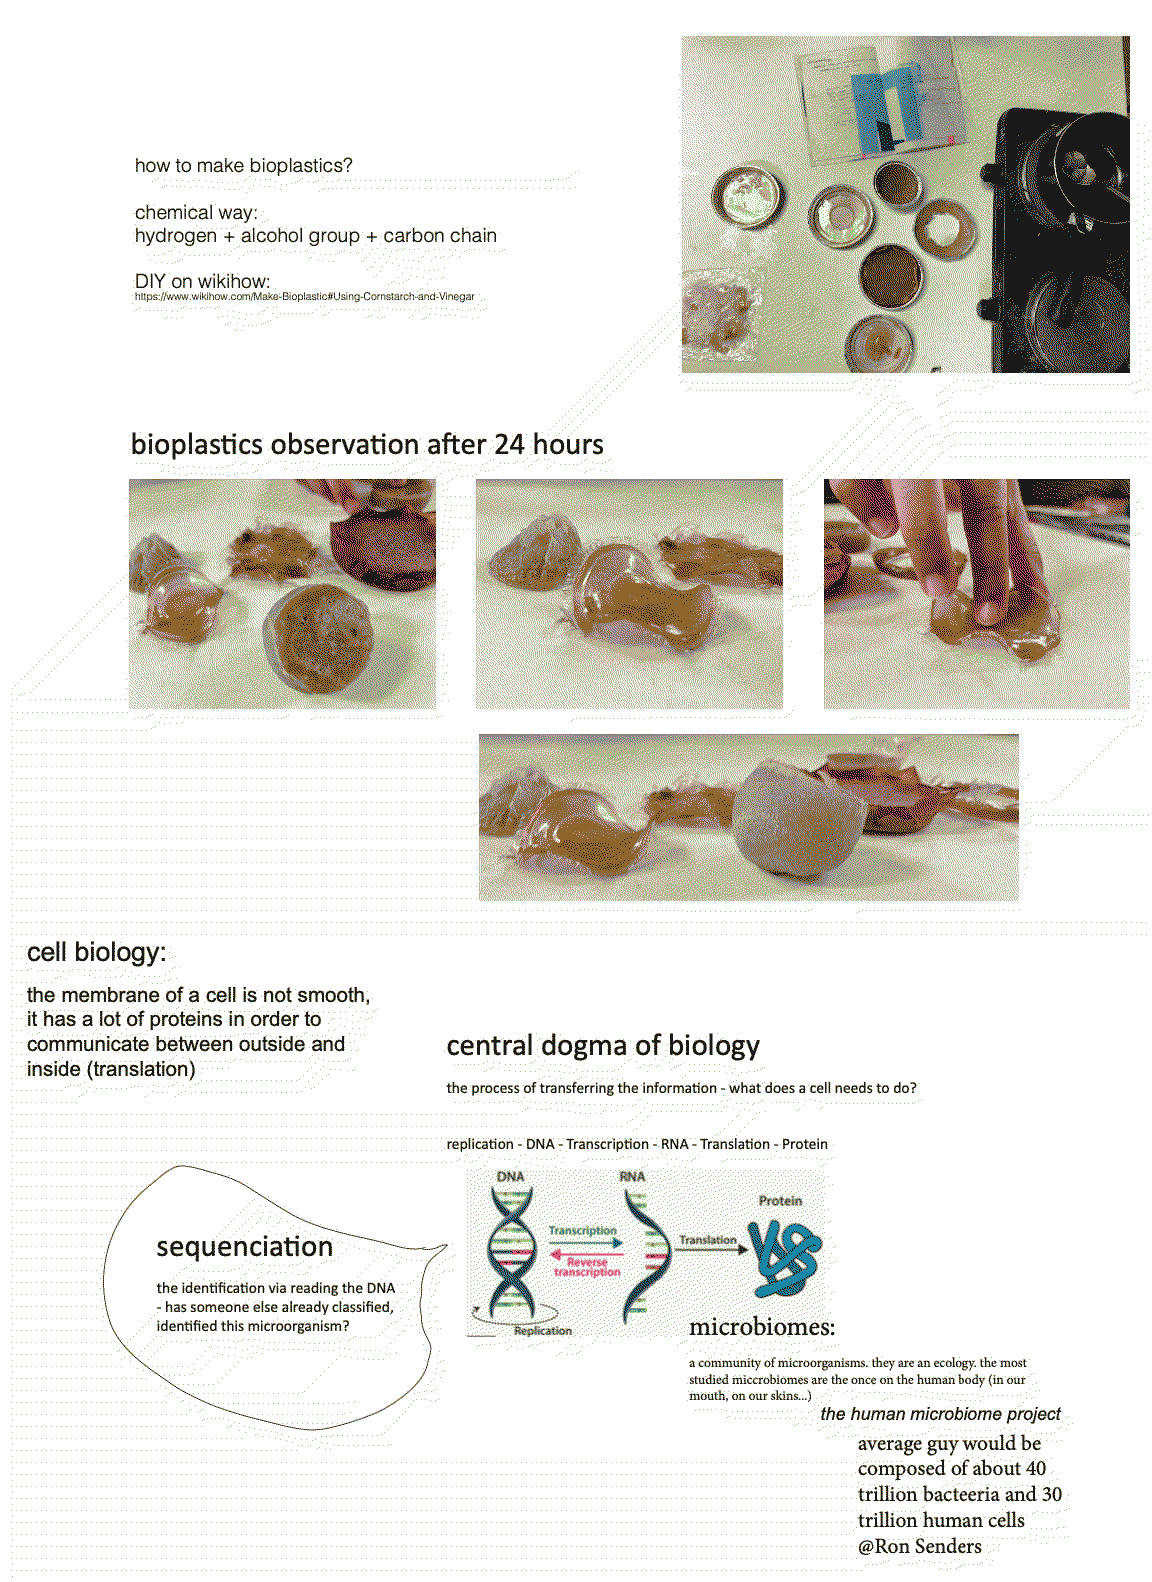 how to make bioplastics?
chemical way:
hydrogen + alcohol group + carbon chain
DIY on wikihow:
https://www.wikihow.com/Make-Bioplastic#Using-Cornstarch-and-Vinegar
bioplastics observation after 24 hours
cell biology:
the membrane of a cell is not smooth,
it has a lot of proteins in order to
communicate between outside and
inside (translation)
central dogma of biology
the process of transferring the information - what does a cell needs to do?
replication - DNA - Transcription - RNA - Translation - Protein
DNA
RNA
Protein
Transcription
Translation
Reverse
transcription
Replication
sequenciation
the identification via reading the DNA
- has someone else already classified,
identified this microorganism?
microbiomes:
a community of microorganisms. they are an ecology. the most
studied miccrobiomes are the once on the human body (in our
mouth, on our skins...)
the human microbiome project
average guy would be
composed of about 40
trillion bacteeria and 30
trillion human cells
@Ron Senders